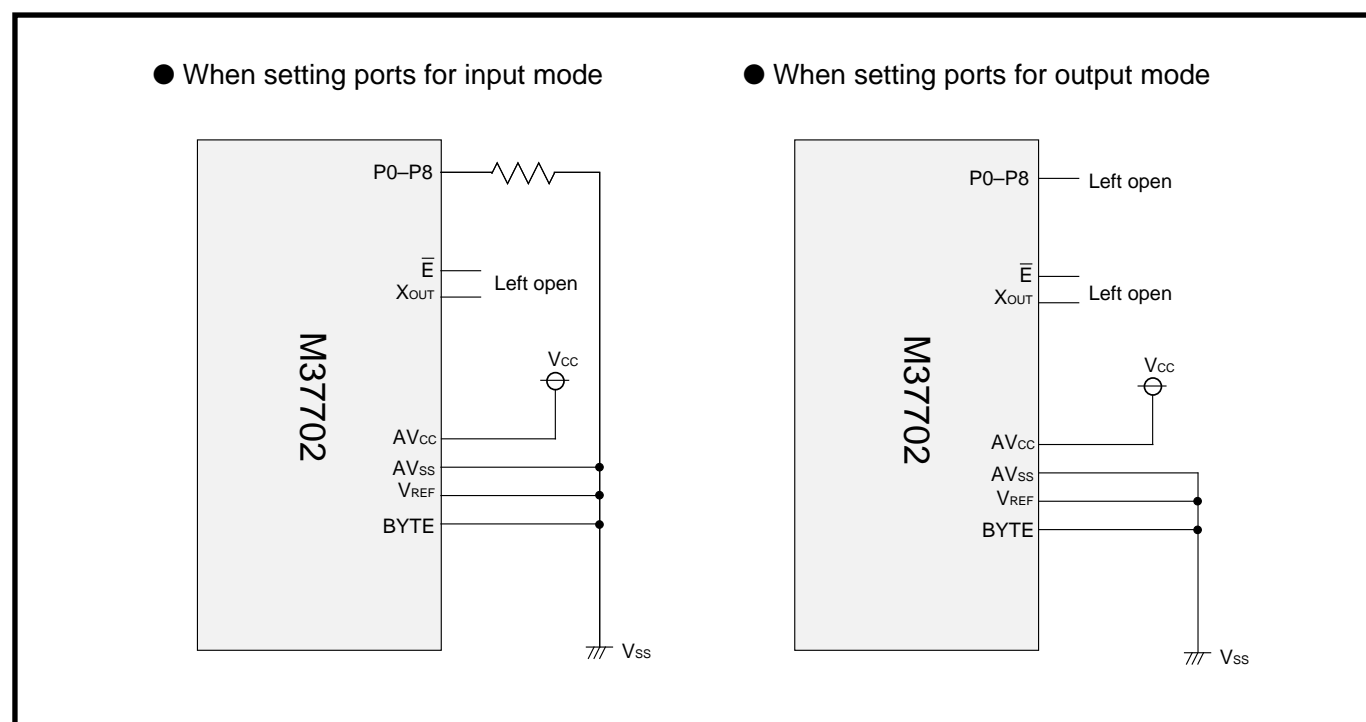 ● When setting ports for input mode
P0–P8
E̅
XOUT
Left open
M37702
VCC
AVCC
AVSS
VREF
BYTE
VSS
● When setting ports for output mode
P0–P8
Left open
E̅
XOUT
Left open
M37702
VCC
AVCC
AVSS
VREF
BYTE
VSS